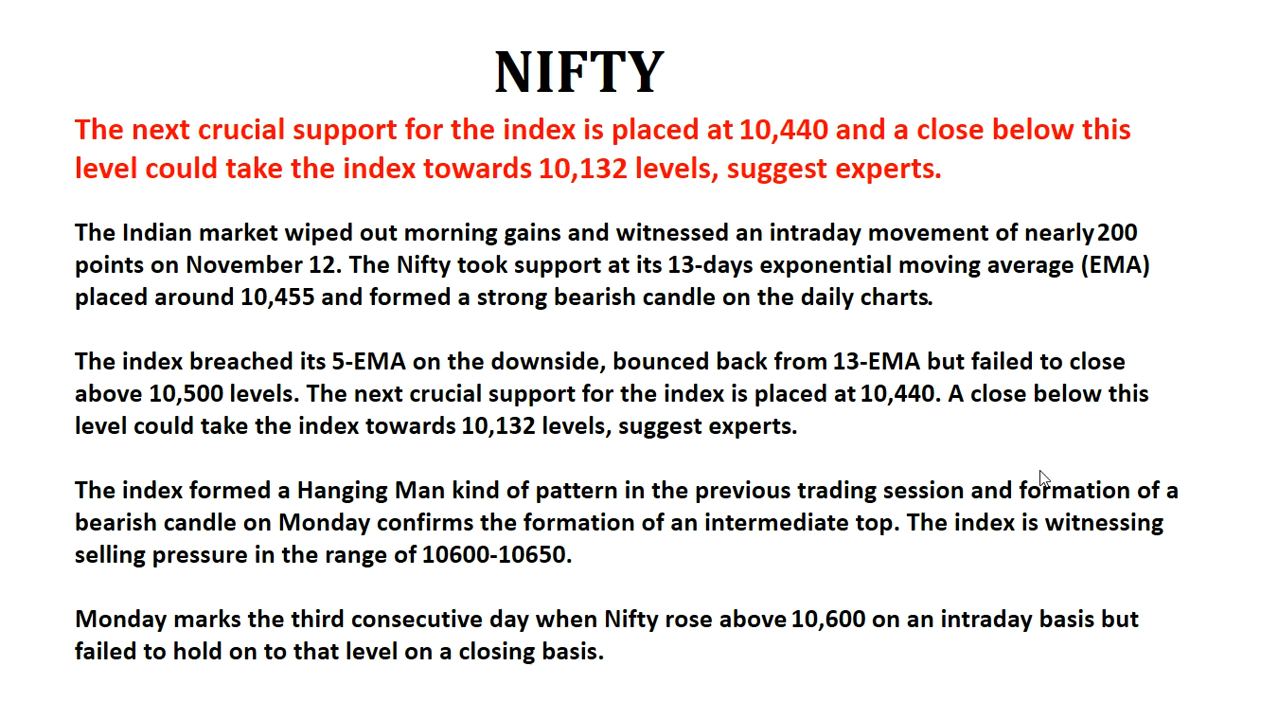 NIFTY
The next crucial support for the index is placed at 10,440 and a close below this
level could take the index towards 10,132 levels, suggest experts.
The Indian market wiped out morning gains and witnessed an intraday movement of nearly 200
points on November 12. The Nifty took support at its 13-days exponential moving average (EMA)
placed around 10,455 and formed a strong bearish candle on the daily charts.
The index breached its 5-EMA on the downside, bounced back from 13-EMA but failed to close
above 10,500 levels. The next crucial support for the index is placed at 10,440. A close below this
level could take the index towards 10,132 levels, suggest experts.
The index formed a Hanging Man kind of pattern in the previous trading session and formation of a
bearish candle on Monday confirms the formation of an intermediate top. The index is witnessing
selling pressure in the range of 10600-10650.
Monday marks the third consecutive day when Nifty rose above 10,600 on an intraday basis but
failed to hold on to that level on a closing basis.